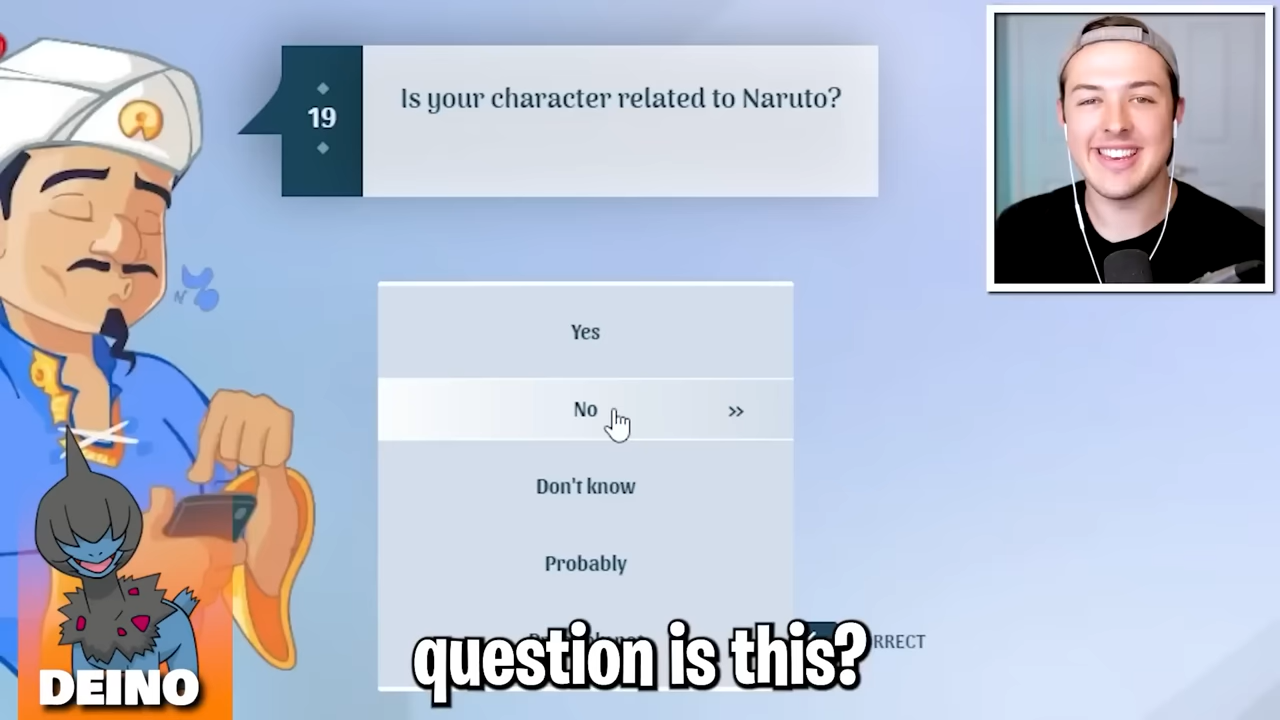 19
Is your character related to Naruto?
Yes
No
Don't know
Probably
question is this?
RRECT
DEINO